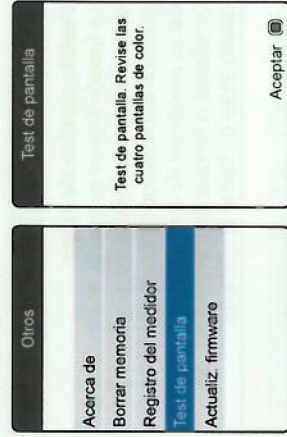 Otros
Acerca de
Borrar memoria
Registro del medidor
Test de pantalla
Actualiz. firmware
Test de pantalla
Test de pantalla. Revise las
cuatro pantallas de color.
Aceptar